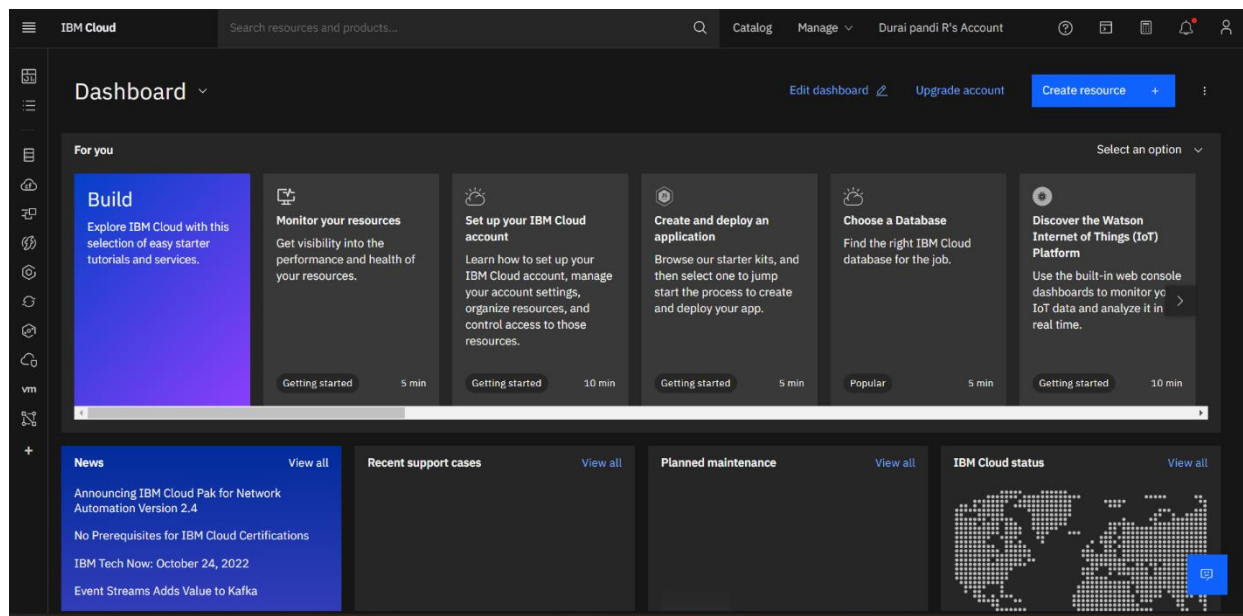 IBM Cloud
Search resources and products...
Catalog
Manage
Durai pandi R's Account
Dashboard
Edit dashboard
Upgrade account
Create resource +
For you
Select an option
Build
Explore IBM Cloud with this
selection of easy starter
tutorials and services.
Monitor your resources
Get visibility into the
performance and health of
your resources.
Getting started
5 min
Set up your IBM Cloud
account
Learn how to set up your
IBM Cloud account, manage
your account settings,
organize resources, and
control access to those
resources.
Getting started
10 min
Create and deploy an
application
Browse our starter kits, and
then select one to jump
start the process to create
and deploy your app.
Getting started
5 min
Choose a Database
Find the right IBM Cloud
database for the job.
Popular
5 min
Discover the Watson
Internet of Things (IoT)
Platform
Use the built-in web console
dashboards to monitor yo
IoT data and analyze it in
real time.
Getting started
10 min
vm
+
News
View all
Announcing IBM Cloud Pak for Network
Automation Version 2.4
No Prerequisites for IBM Cloud Certifications
IBM Tech Now: October 24, 2022
Event Streams Adds Value to Kafka
Recent support cases
View all
Planned maintenance
View all
IBM Cloud status
View all